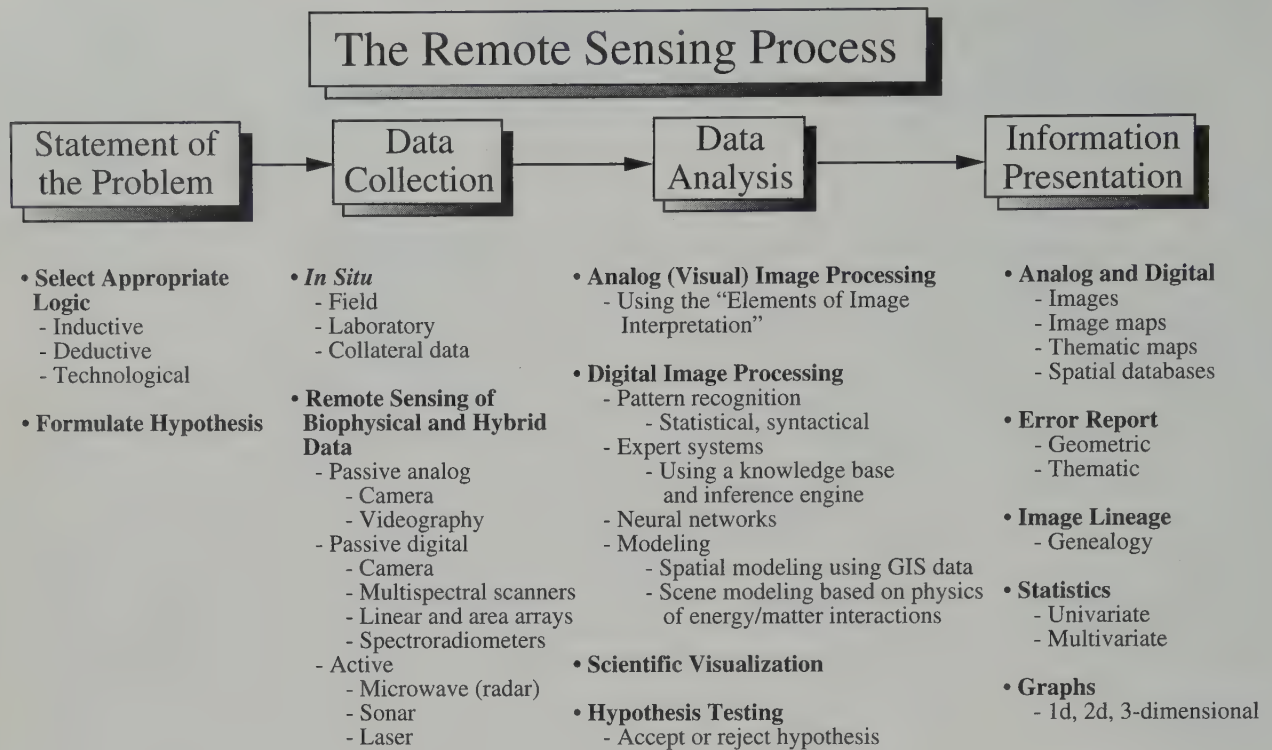 The Remote Sensing Process
Statement of
the Problem
Data
Collection
Data
Analysis
Information
Presentation
• Select Appropriate
Logic
- Inductive
- Deductive
- Technological
• Formulate Hypothesis
• In Situ
- Field
- Laboratory
- Collateral data
• Remote Sensing of
Biophysical and Hybrid
Data
- Passive analog
- Camera
- Videography
- Passive digital
- Camera
- Multispectral scanners
- Linear and area arrays
- Spectroradiometers
- Active
- Microwave (radar)
- Sonar
- Laser
• Analog (Visual) Image Processing
- Using the “Elements of Image
Interpretation”
• Digital Image Processing
- Pattern recognition
- Statistical, syntactical
- Expert systems
- Using a knowledge base
and inference engine
- Neural networks
- Modeling
- Spatial modeling using GIS data
- Scene modeling based on physics
of energy/matter interactions
• Scientific Visualization
• Hypothesis Testing
- Accept or reject hypothesis
• Analog and Digital
- Images
- Image maps
- Thematic maps
- Spatial databases
• Error Report
- Geometric
- Thematic
• Image Lineage
- Genealogy
• Statistics
- Univariate
- Multivariate
• Graphs
- 1d, 2d, 3-dimensional